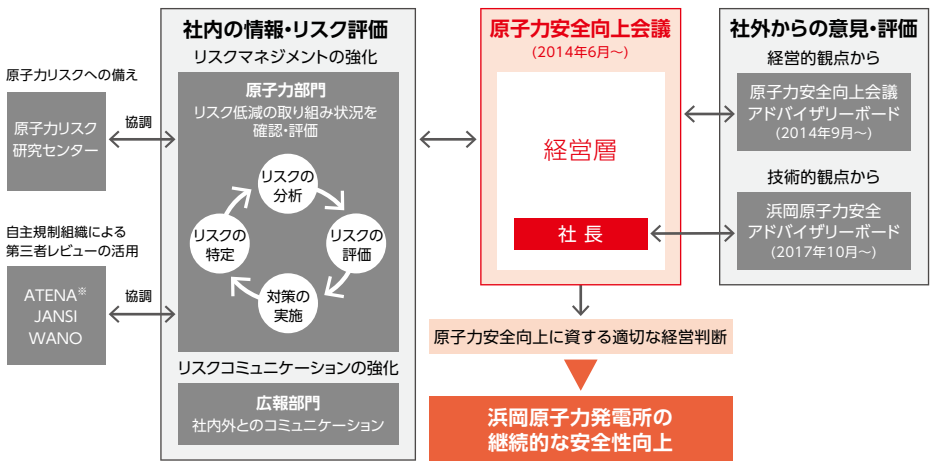 原子力リスクへの備え
原子力リスク
研究センター
協調
自主規制組織による
第三者レビューの活用
ATENA※
JANSI
WANO
協調
社内の情報・リスク評価
リスクマネジメントの強化
原子力部門
リスク低減の取り組み状況を
確認・評価
リスクの
分析
リスクの
評価
対策の
実施
リスクの
特定
リスクコミュニケーションの強化
広報部門
社内外とのコミュニケーション
原子力安全向上会議
(2014年6月～)
経営層
社長
原子力安全向上に資する適切な経営判断
浜岡原子力発電所の
継続的な安全性向上
社外からの意見・評価
経営的観点から
原子力安全向上会議
アドバイザリーボード
(2014年9月～)
技術的観点から
浜岡原子力安全
アドバイザリーボード
(2017年10月～)